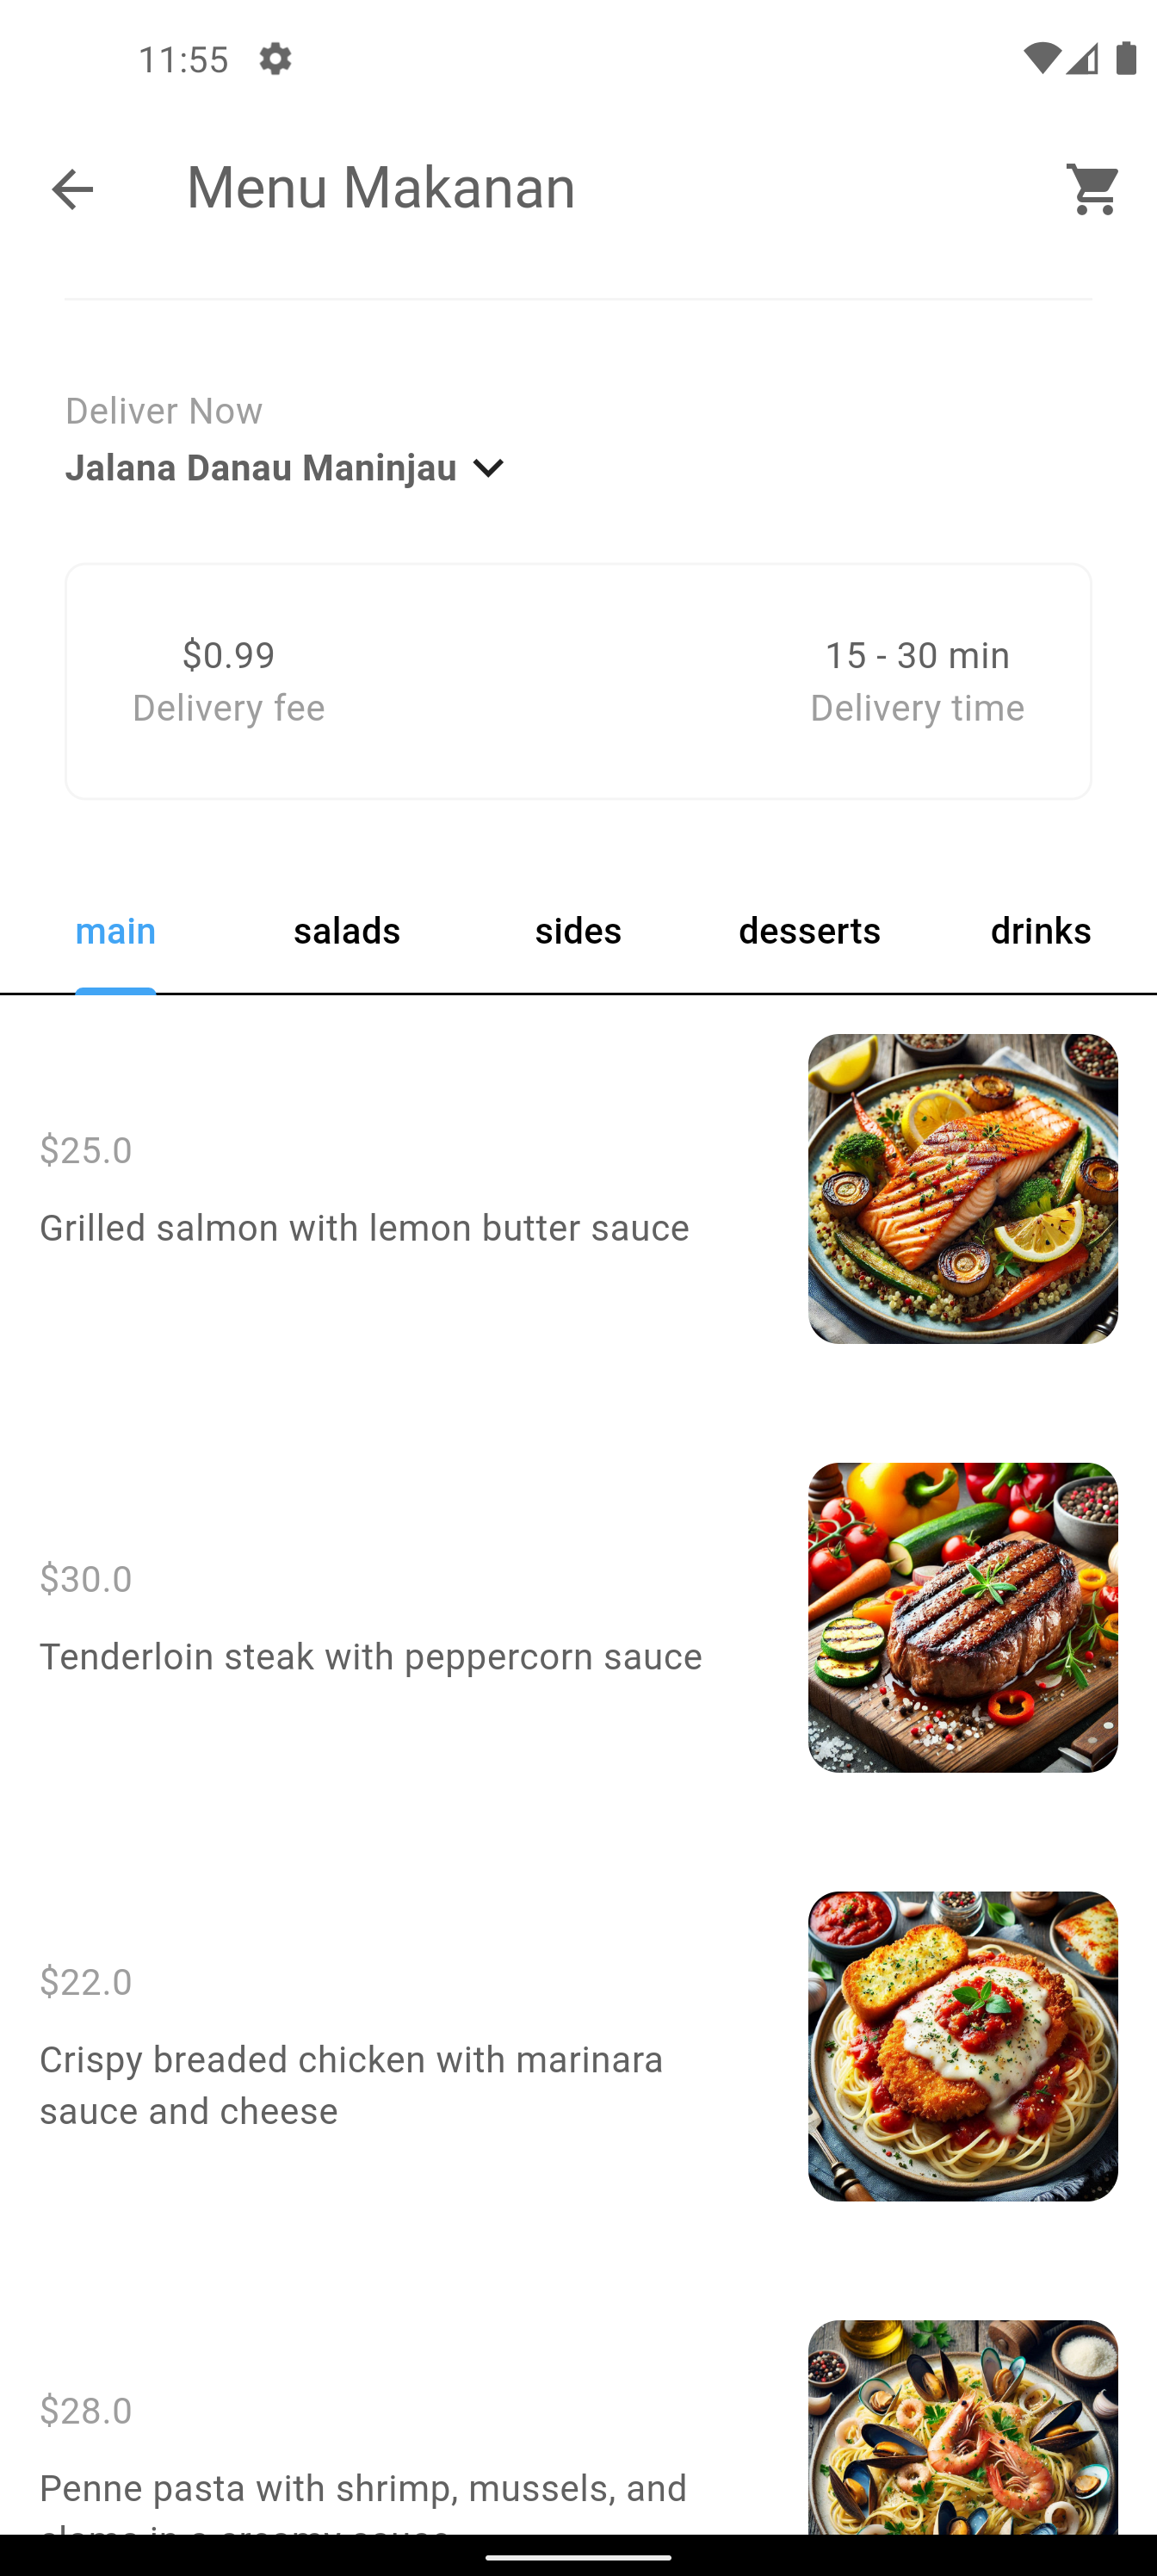 11:55
Menu Makanan
Deliver Now
Jalana Danau Maninjau
$0.99
Delivery fee
15 - 30 min
Delivery time
main
salads
sides
desserts
drinks
$25.0
Grilled salmon with lemon butter sauce
$30.0
Tenderloin steak with peppercorn sauce
$22.0
Crispy breaded chicken with marinara
sauce and cheese
$28.0
Penne pasta with shrimp, mussels, and